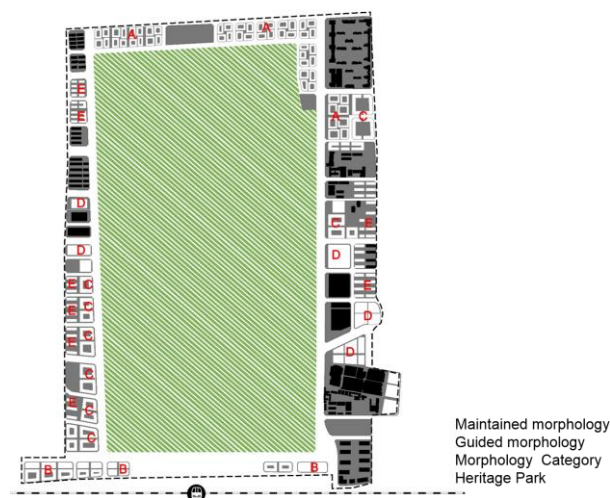 A A
E
E A C
D
C E
D D
E C E
E C D
E C D
C
E C
C
B B B
Maintained morphology
Guided morphology
Morphology Category
Heritage Park